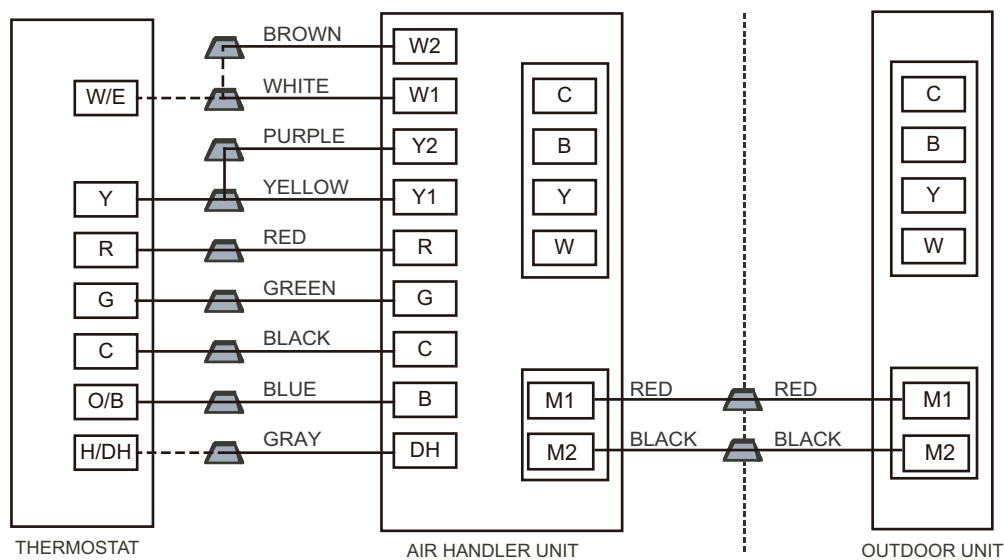 BROWN W2
W/E WHITE W1 C C
PURPLE Y2 B B
Y YELLOW Y1 Y Y
R RED R W W
G GREEN G
C BLACK C
O/B BLUE B M1 RED RED M1
H/DH GRAY DH M2 BLACK BLACK M2
THERMOSTAT AIR HANDLER UNIT OUTDOOR UNIT